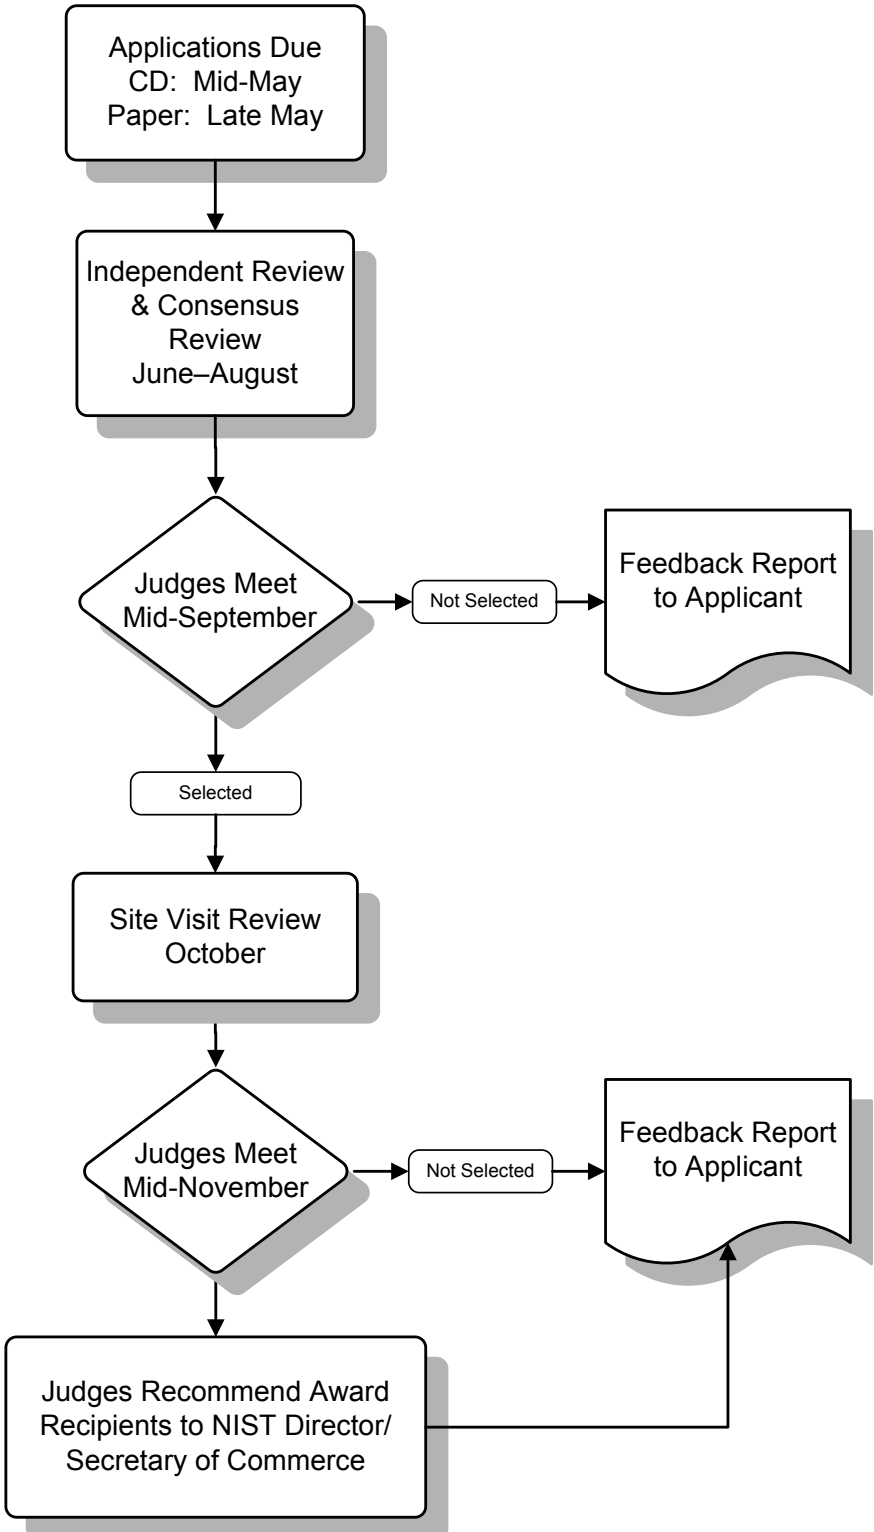 Applications Due
CD: Mid-May
Paper: Late May
Independent Review
& Consensus
Review
June–August
Judges Meet
Mid-September
Not Selected
Feedback Report
to Applicant
Selected
Site Visit Review
October
Judges Meet
Mid-November
Not Selected
Feedback Report
to Applicant
Judges Recommend Award
Recipients to NIST Director/
Secretary of Commerce